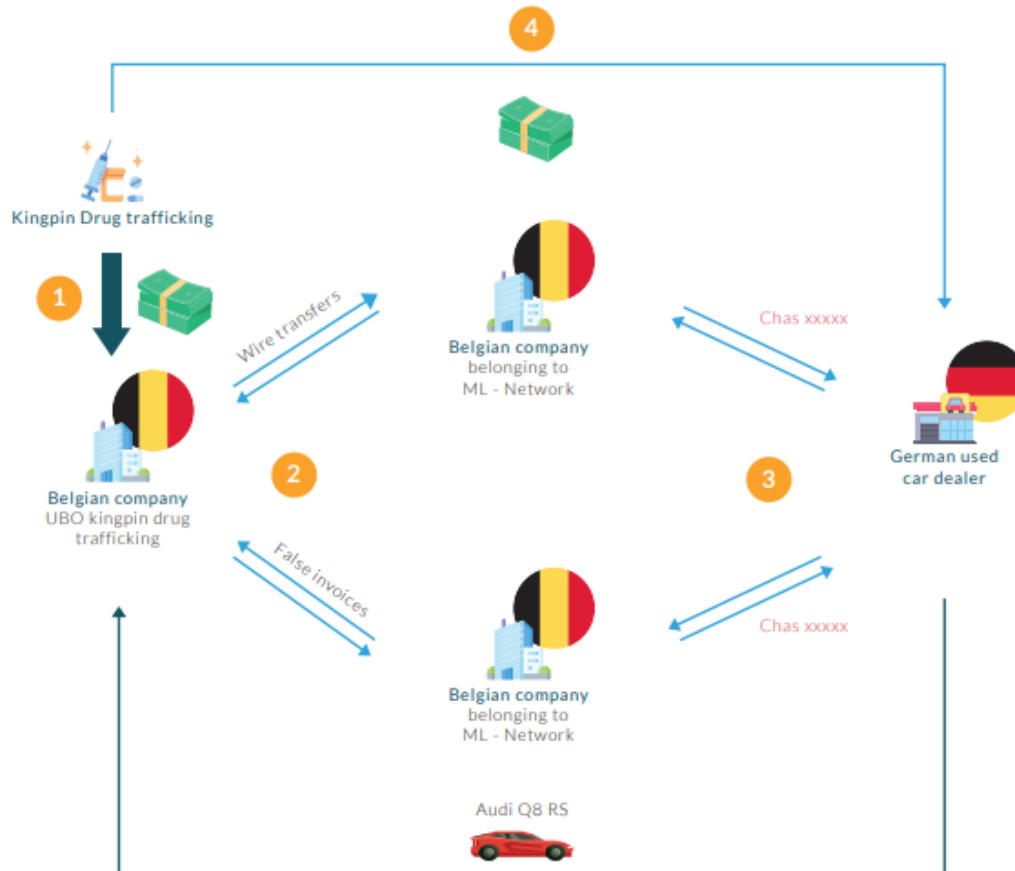 4
Kingpin Drug trafficking
1
Wire transfers
Belgian company
belonging to
ML - Network
Chas xxxxx
German used
car dealer
Belgian company
UBO kingpin drug
trafficking
2
3
False invoices
Chas xxxxx
Belgian company
belonging to
ML - Network
Audi Q8 RS